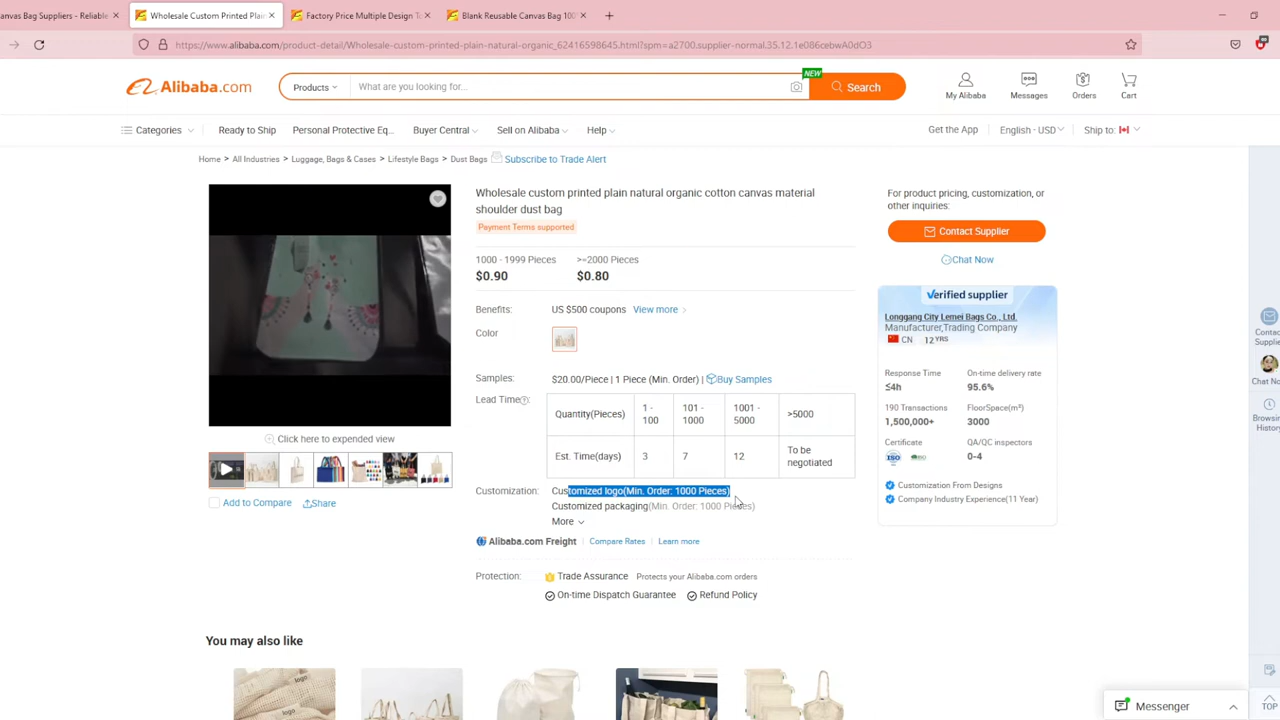 anvas Bag Suppliers - Reliable
Wholesale Custom Printed Plain
Factory Price Multiple Design To
Blank Reusable Canvas Bag 100
https://www.alibaba.com/product-detail/Wholesale-custom-printed-plain-natural-organic_62416598645.html?spm=a2700.supplier-normal.35.12.1e086cebwA0dO3
Alibaba.com
Products
What are you looking for...
NEW
Search
My Alibaba
Messages
Orders
Cart
Categories
Ready to Ship
Personal Protective Eq...
Buyer Central
Sell on Alibaba
Help
Get the App
English - USD
Ship to:
Home > All Industries > Luggage, Bags & Cases > Lifestyle Bags > Dust Bags
Subscribe to Trade Alert
Wholesale custom printed plain natural organic cotton canvas material
shoulder dust bag
Payment Terms supported
1000 - 1999 Pieces
>=2000 Pieces
$0.90
$0.80
Benefits:
US $500 coupons
View more >
Color
Samples:
$20.00/Piece | 1 Piece (Min. Order) | Buy Samples
Lead Time
Quantity(Pieces)
1 - 100
101 - 1000
1001 - 5000
>5000
Est. Time(days)
3
7
12
To be negotiated
Customization:
Customized logo(Min. Order: 1000 Pieces)
Customized packaging(Min. Order: 1000 Pieces)
More
Alibaba.com Freight
Compare Rates
Learn more
Protection:
Trade Assurance
Protects your Alibaba.com orders
On-time Dispatch Guarantee
Refund Policy
Click here to expended view
Add to Compare
Share
For product pricing, customization, or
other inquiries:
Contact Supplier
Chat Now
Verified supplier
Longgang City Lemei Bags Co., Ltd.
Manufacturer,Trading Company
CN
12 YRS
Response Time
On-time delivery rate
≤4h
95.6%
190 Transactions
FloorSpace(m²)
1,500,000+
3000
Certificate
QA/QC inspectors
ISO
0-4
Customization From Designs
Company Industry Experience(11 Year)
Contac
Supplie
Chat No
Browsin
History
You may also like
logo
logo
Messenger
TOP